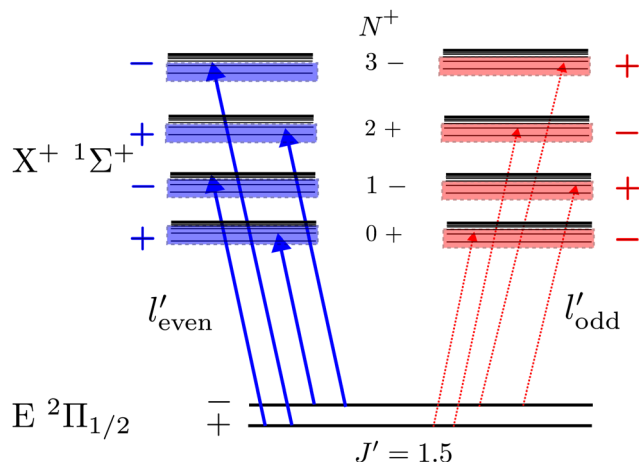 N⁺
− 3 − +
+ 2 + −
X⁺ ¹Σ⁺
− 1 − +
+ 0 + −
l′even l′odd
E ²Π₁/₂ −
+
J′ = 1.5